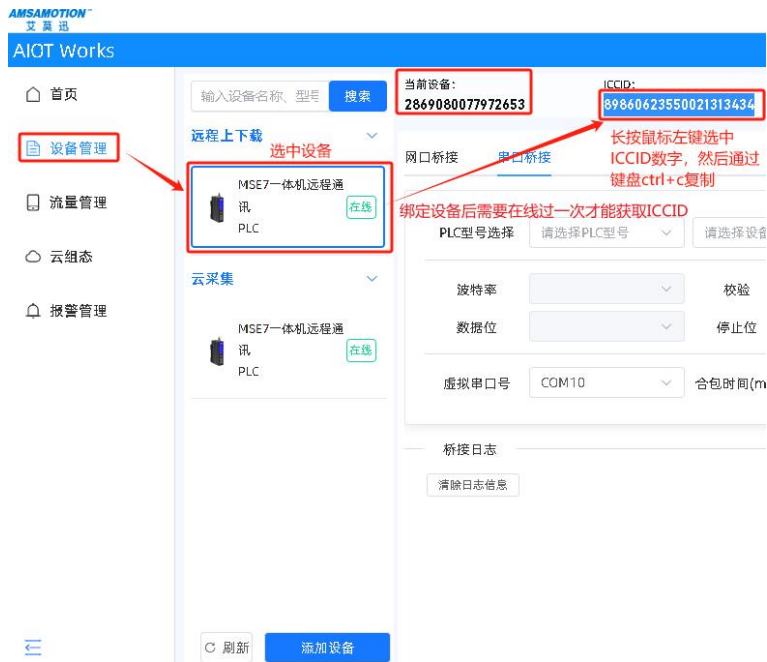 AMSAMOTION™
艾莫迅
AIOT Works
首页
设备管理
流量管理
云组态
报警管理
输入设备名称、型号
搜索
远程上下载
选中设备
MSE7一体机远程通
讯
PLC
在线
云采集
MSE7一体机远程通
讯
PLC
在线
刷新
添加设备
当前设备:
2869080077972653
ICCID:
89860623550021313434
长按鼠标左键选中
ICCID数字，然后通过
键盘ctrl+c复制
网口桥接
串口桥接
绑定设备后需要在线过一次才能获取ICCID
PLC型号选择
请选择PLC型号
请选择设备
波特率
校验
数据位
停止位
虚拟串口号
COM10
合包时间(m
桥接日志
清除日志信息